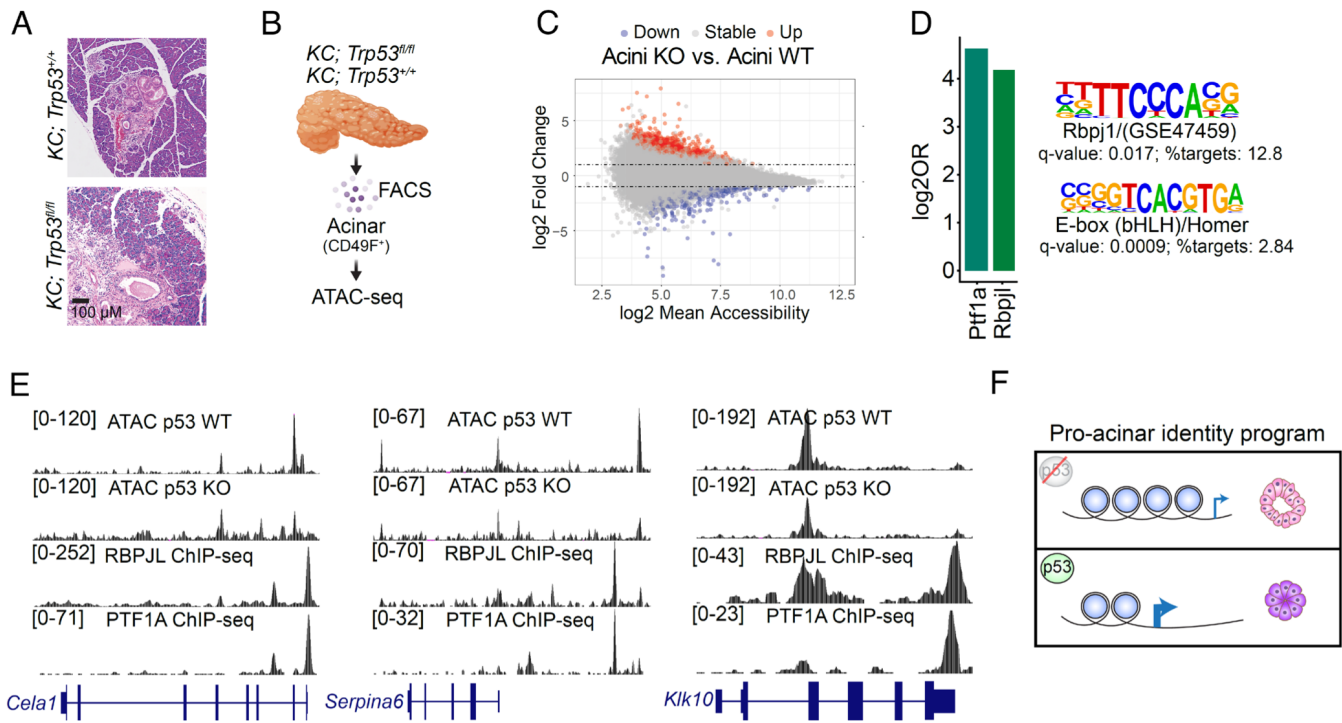 A
KC; Trp53+/+
KC; Trp53fl/fl
100 µM
B
KC; Trp53fl/fl
KC; Trp53+/+
FACS
Acinar
(CD49F+)
ATAC-seq
C
Down Stable Up
Acini KO vs. Acini WT
log2 Fold Change
5
0
−5
2.5 5.0 7.5 10.0 12.5
log2 Mean Accessibility
D
log2OR
4
3
2
1
0
Ptf1a
Rbpjl
TTTTCCCACG
Rbpj1/(GSE47459)
q-value: 0.017; %targets: 12.8
CCGGTCACGTGA
E-box (bHLH)/Homer
q-value: 0.0009; %targets: 2.84
E
[0-120] ATAC p53 WT
[0-120] ATAC p53 KO
[0-252] RBPJL ChIP-seq
[0-71] PTF1A ChIP-seq
Cela1
[0-67] ATAC p53 WT
[0-67] ATAC p53 KO
[0-70] RBPJL ChIP-seq
[0-32] PTF1A ChIP-seq
Serpina6
[0-192] ATAC p53 WT
[0-192] ATAC p53 KO
[0-43] RBPJL ChIP-seq
[0-23] PTF1A ChIP-seq
Klk10
F
Pro-acinar identity program
p53
p53